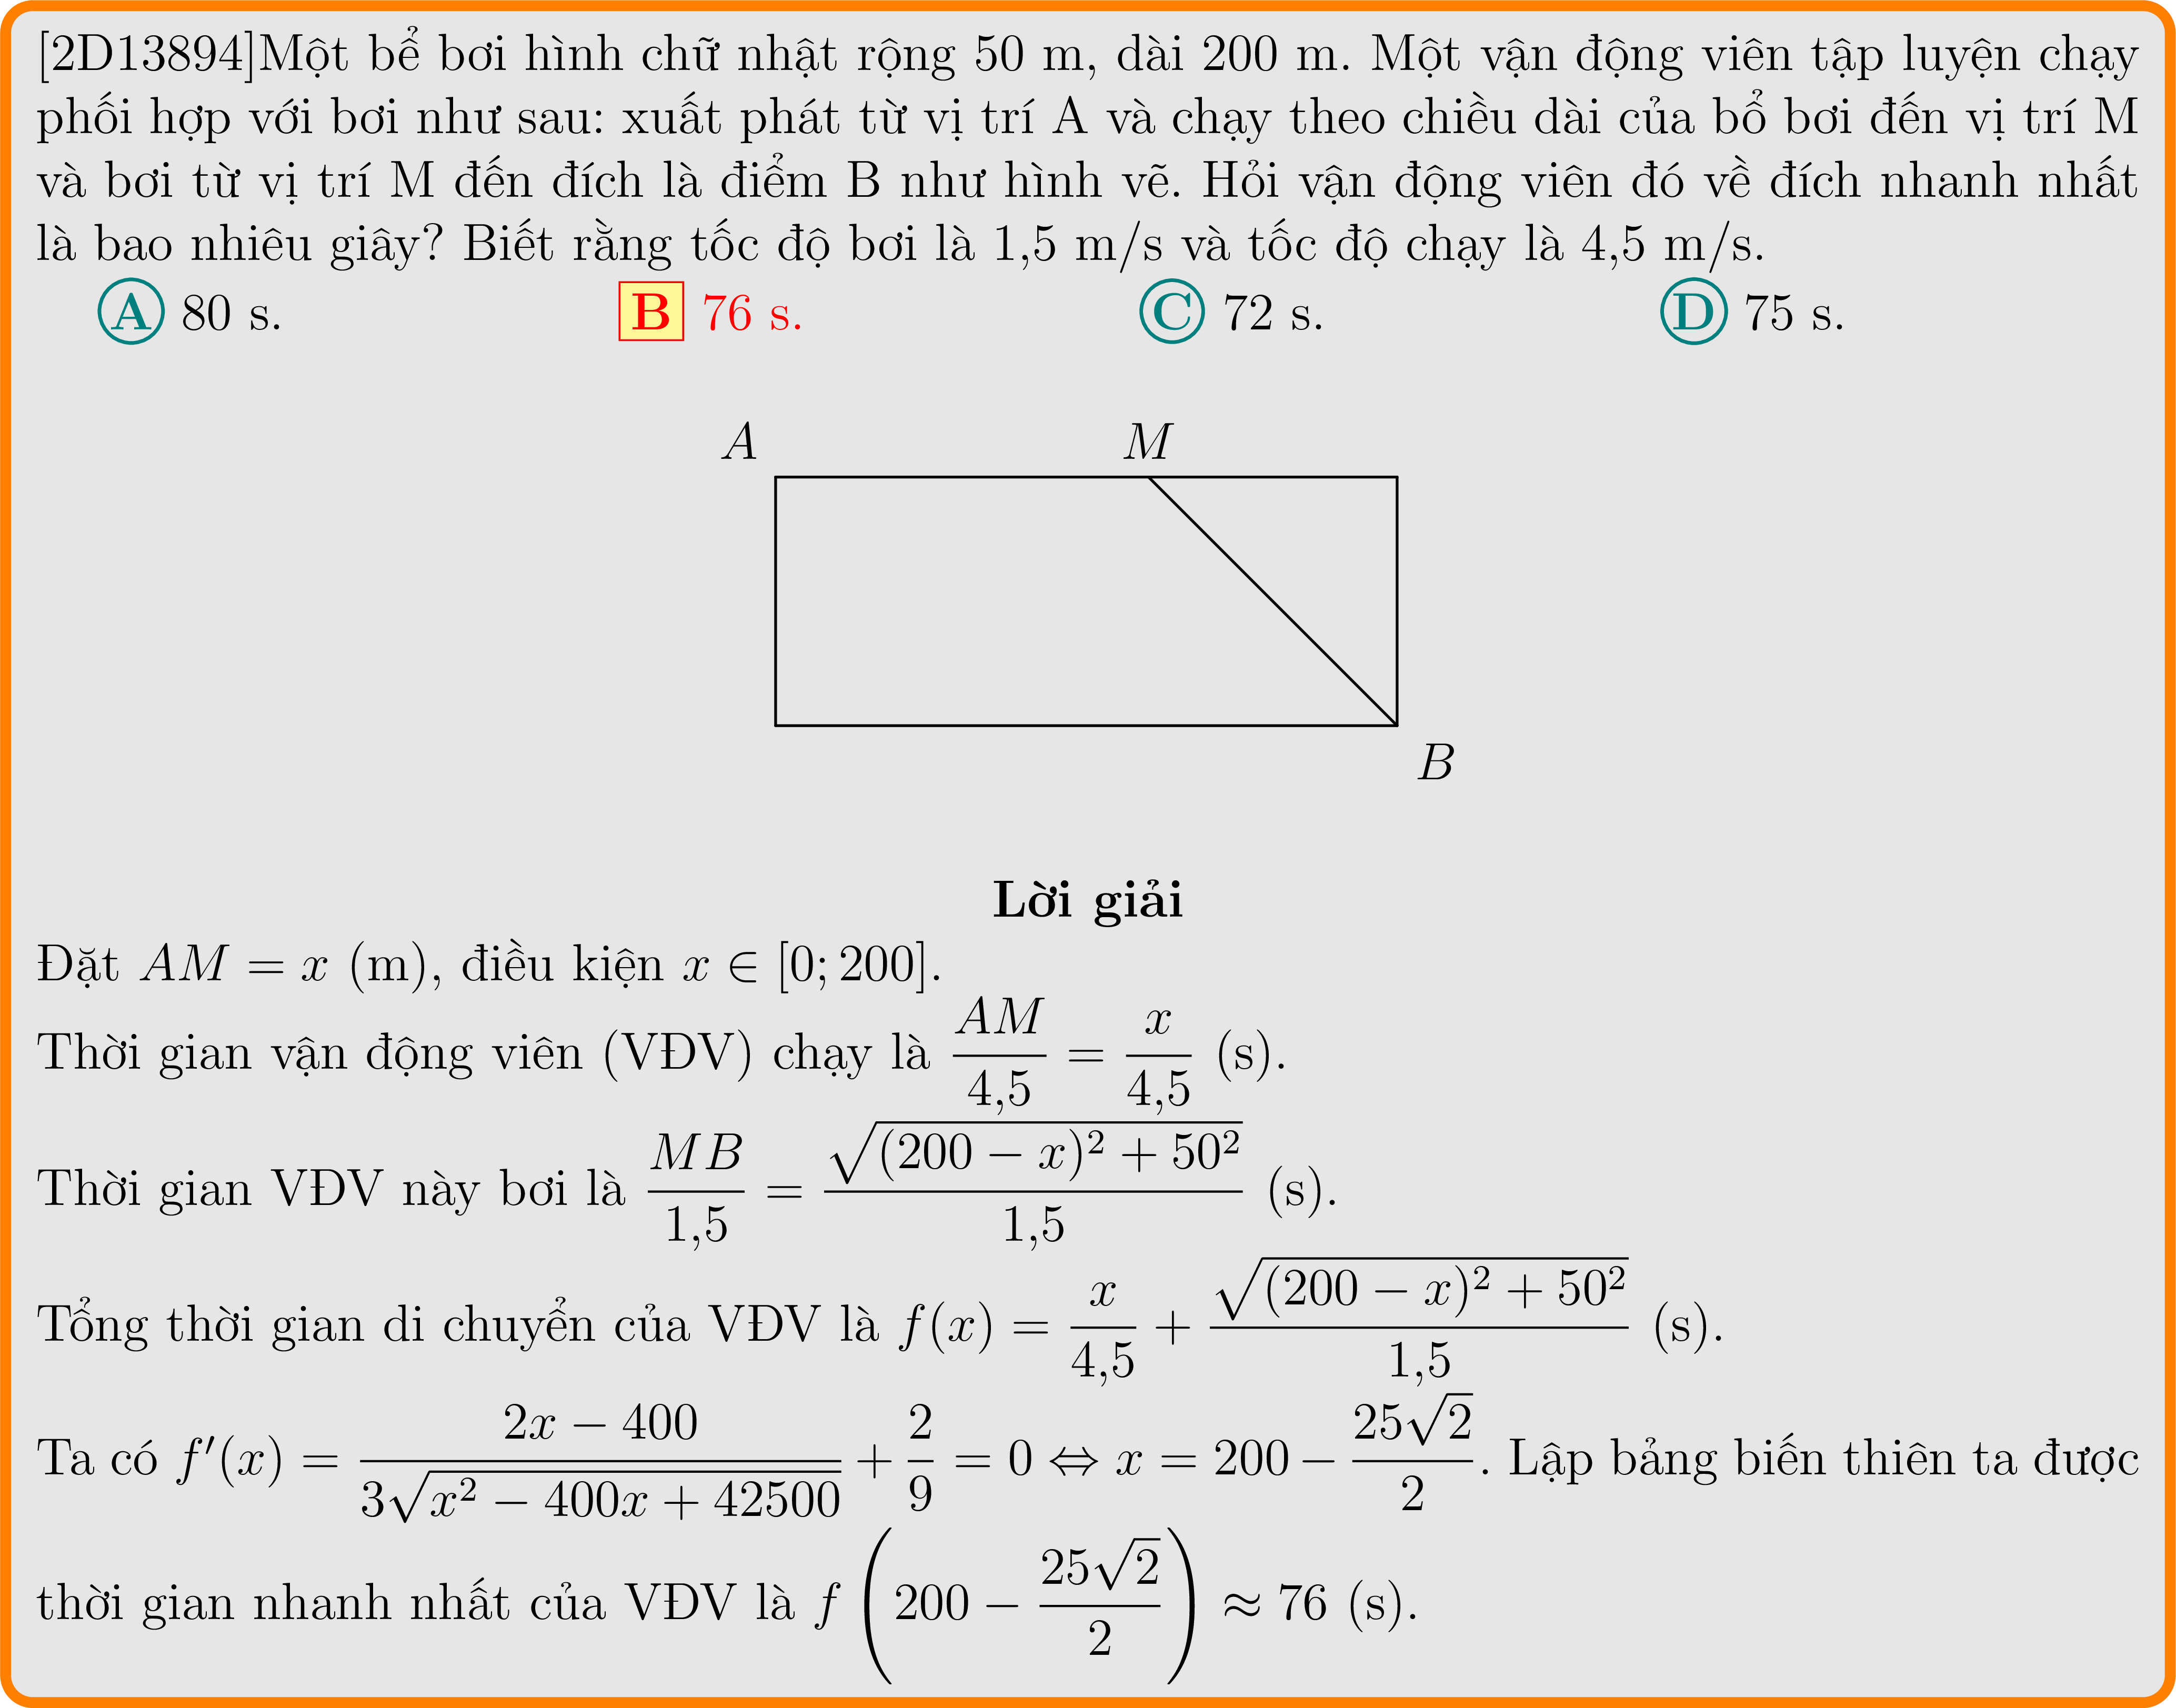 [2D13894]Một bể bơi hình chữ nhật rộng 50 m, dài 200 m. Một vận động viên tập luyện chạy
phối hợp với bơi như sau: xuất phát từ vị trí A và chạy theo chiều dài của bổ bơi đến vị trí M
và bơi từ vị trí M đến đích là điểm B như hình vẽ. Hỏi vận động viên đó về đích nhanh nhất
là bao nhiêu giây? Biết rằng tốc độ bơi là 1,5 m/s và tốc độ chạy là 4,5 m/s.
A 80 s. B 76 s. C 72 s. D 75 s.
A M
B
Lời giải
Đặt AM = x (m), điều kiện x ∈ [0; 200].
Thời gian vận động viên (VĐV) chạy là \frac{AM}{4,5} = \frac{x}{4,5} (s).
Thời gian VĐV này bơi là \frac{MB}{1,5} = \frac{\sqrt{(200 − x)^2 + 50^2}}{1,5} (s).
Tổng thời gian di chuyển của VĐV là f(x) = \frac{x}{4,5} + \frac{\sqrt{(200 − x)^2 + 50^2}}{1,5} (s).
Ta có f′(x) = \frac{2x − 400}{3\sqrt{x^2 − 400x + 42500}} + \frac{2}{9} = 0 ⇔ x = 200 − \frac{25\sqrt{2}}{2}. Lập bảng biến thiên ta được
thời gian nhanh nhất của VĐV là f (200 − \frac{25\sqrt{2}}{2}) ≈ 76 (s).